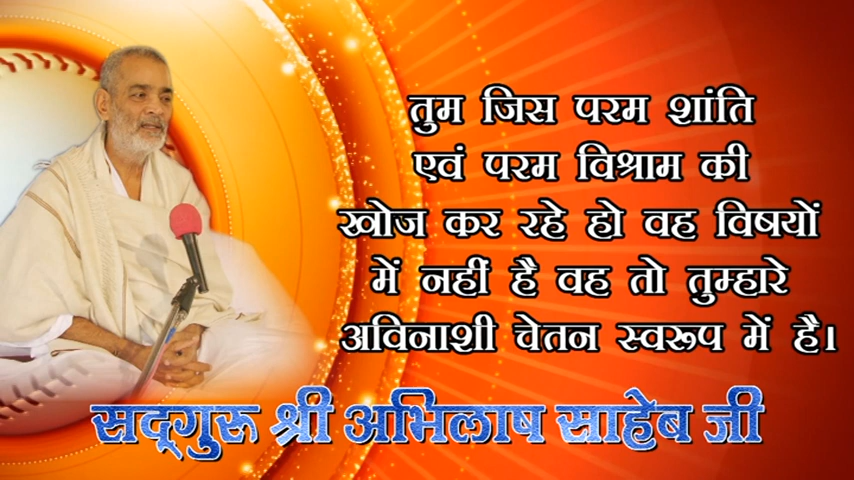 तुम जिस परम शांति
एवं परम विश्राम की
खोज कर रहे हो वह विषयों
में नहीं है वह तो तुम्हारे
अविनाशी चेतन स्वरूप में है।
सद्गुरु श्री अभिलाष साहेब जी